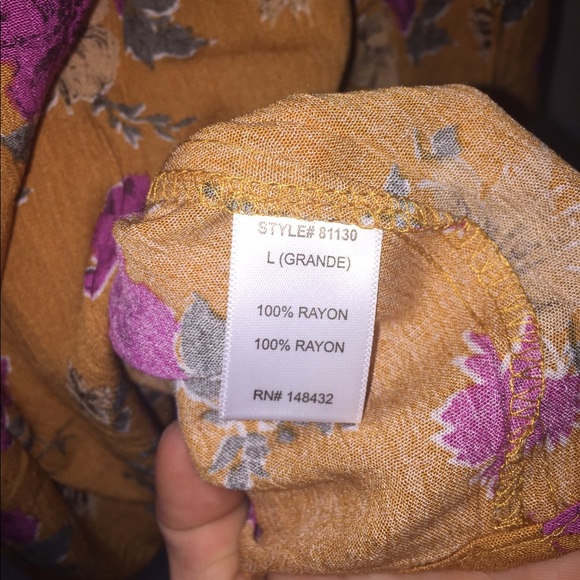 STYLE# 81130
L (GRANDE)
100% RAYON
100% RAYON
RN# 148432